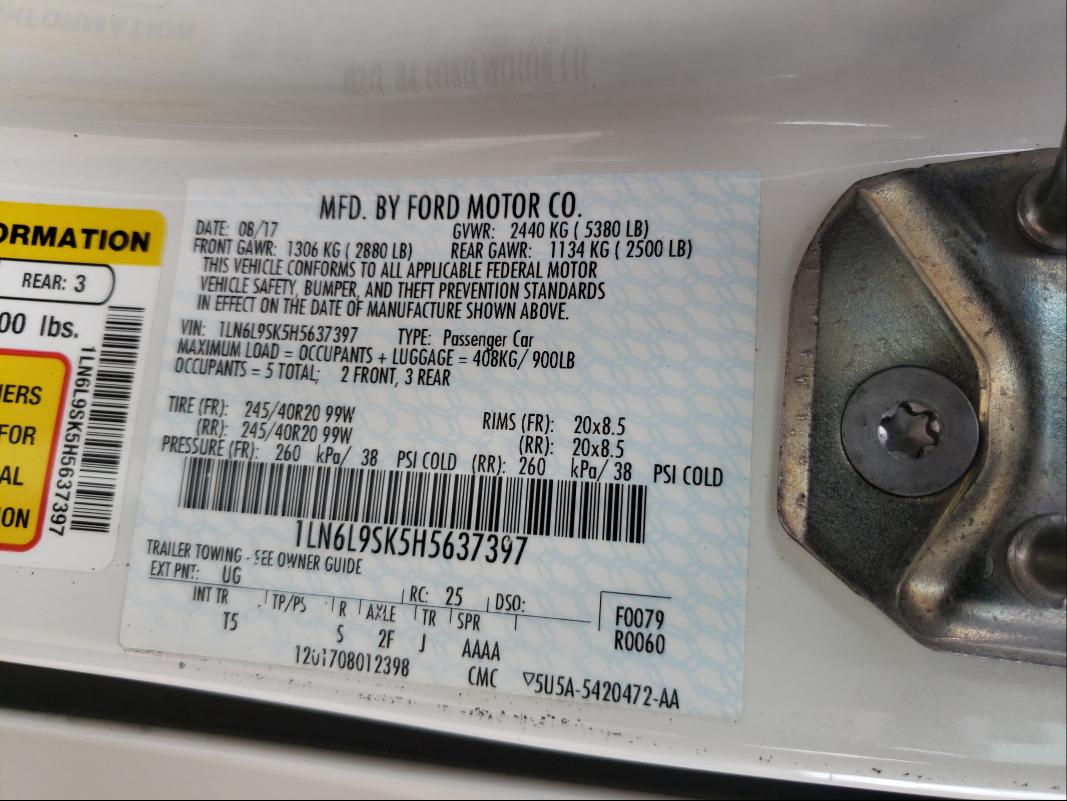 ORMATION
REAR: 3
00 lbs.
NERS
FOR
AL
ON
1LN6L9SK5H5637397
MFD. BY FORD MOTOR CO.
DATE: 08/17 GVWR: 2440 KG ( 5380 LB)
FRONT GAWR: 1306 KG ( 2880 LB) REAR GAWR: 1134 KG ( 2500 LB)
THIS VEHICLE CONFORMS TO ALL APPLICABLE FEDERAL MOTOR
VEHICLE SAFETY, BUMPER, AND THEFT PREVENTION STANDARDS
IN EFFECT ON THE DATE OF MANUFACTURE SHOWN ABOVE.
VIN: 1LN6L9SK5H5637397 TYPE: Passenger Car
MAXIMUM LOAD = OCCUPANTS + LUGGAGE = 408KG/ 900LB
OCCUPANTS = 5 TOTAL; 2 FRONT, 3 REAR
TIRE (FR): 245/40R20 99W RIMS (FR): 20x8.5
(RR): 245/40R20 99W (RR): 20x8.5
PRESSURE (FR): 260 kPa/ 38 PSI COLD (RR): 260 kPa/ 38 PSI COLD
1LN6L9SK5H5637397
TRAILER TOWING - SEE OWNER GUIDE
EXT PNT: UG RC: 25 DSO:
INT TR TP/PS R AXLE TR SPR F0079
T5 S 2F J AAAA R0060
1201708012398 CMC ▽5U5A-5420472-AA